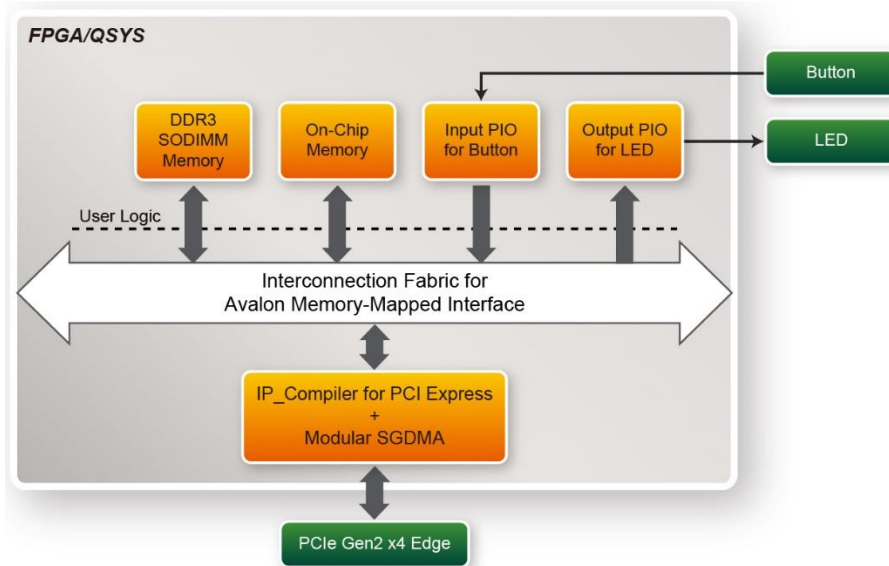 FPGA/QSYS
Button
DDR3
SODIMM
Memory
On-Chip
Memory
Input PIO
for Button
Output PIO
for LED
LED
User Logic
Interconnection Fabric for
Avalon Memory-Mapped Interface
IP_Compiler for PCI Express
+
Modular SGDMA
PCIe Gen2 x4 Edge